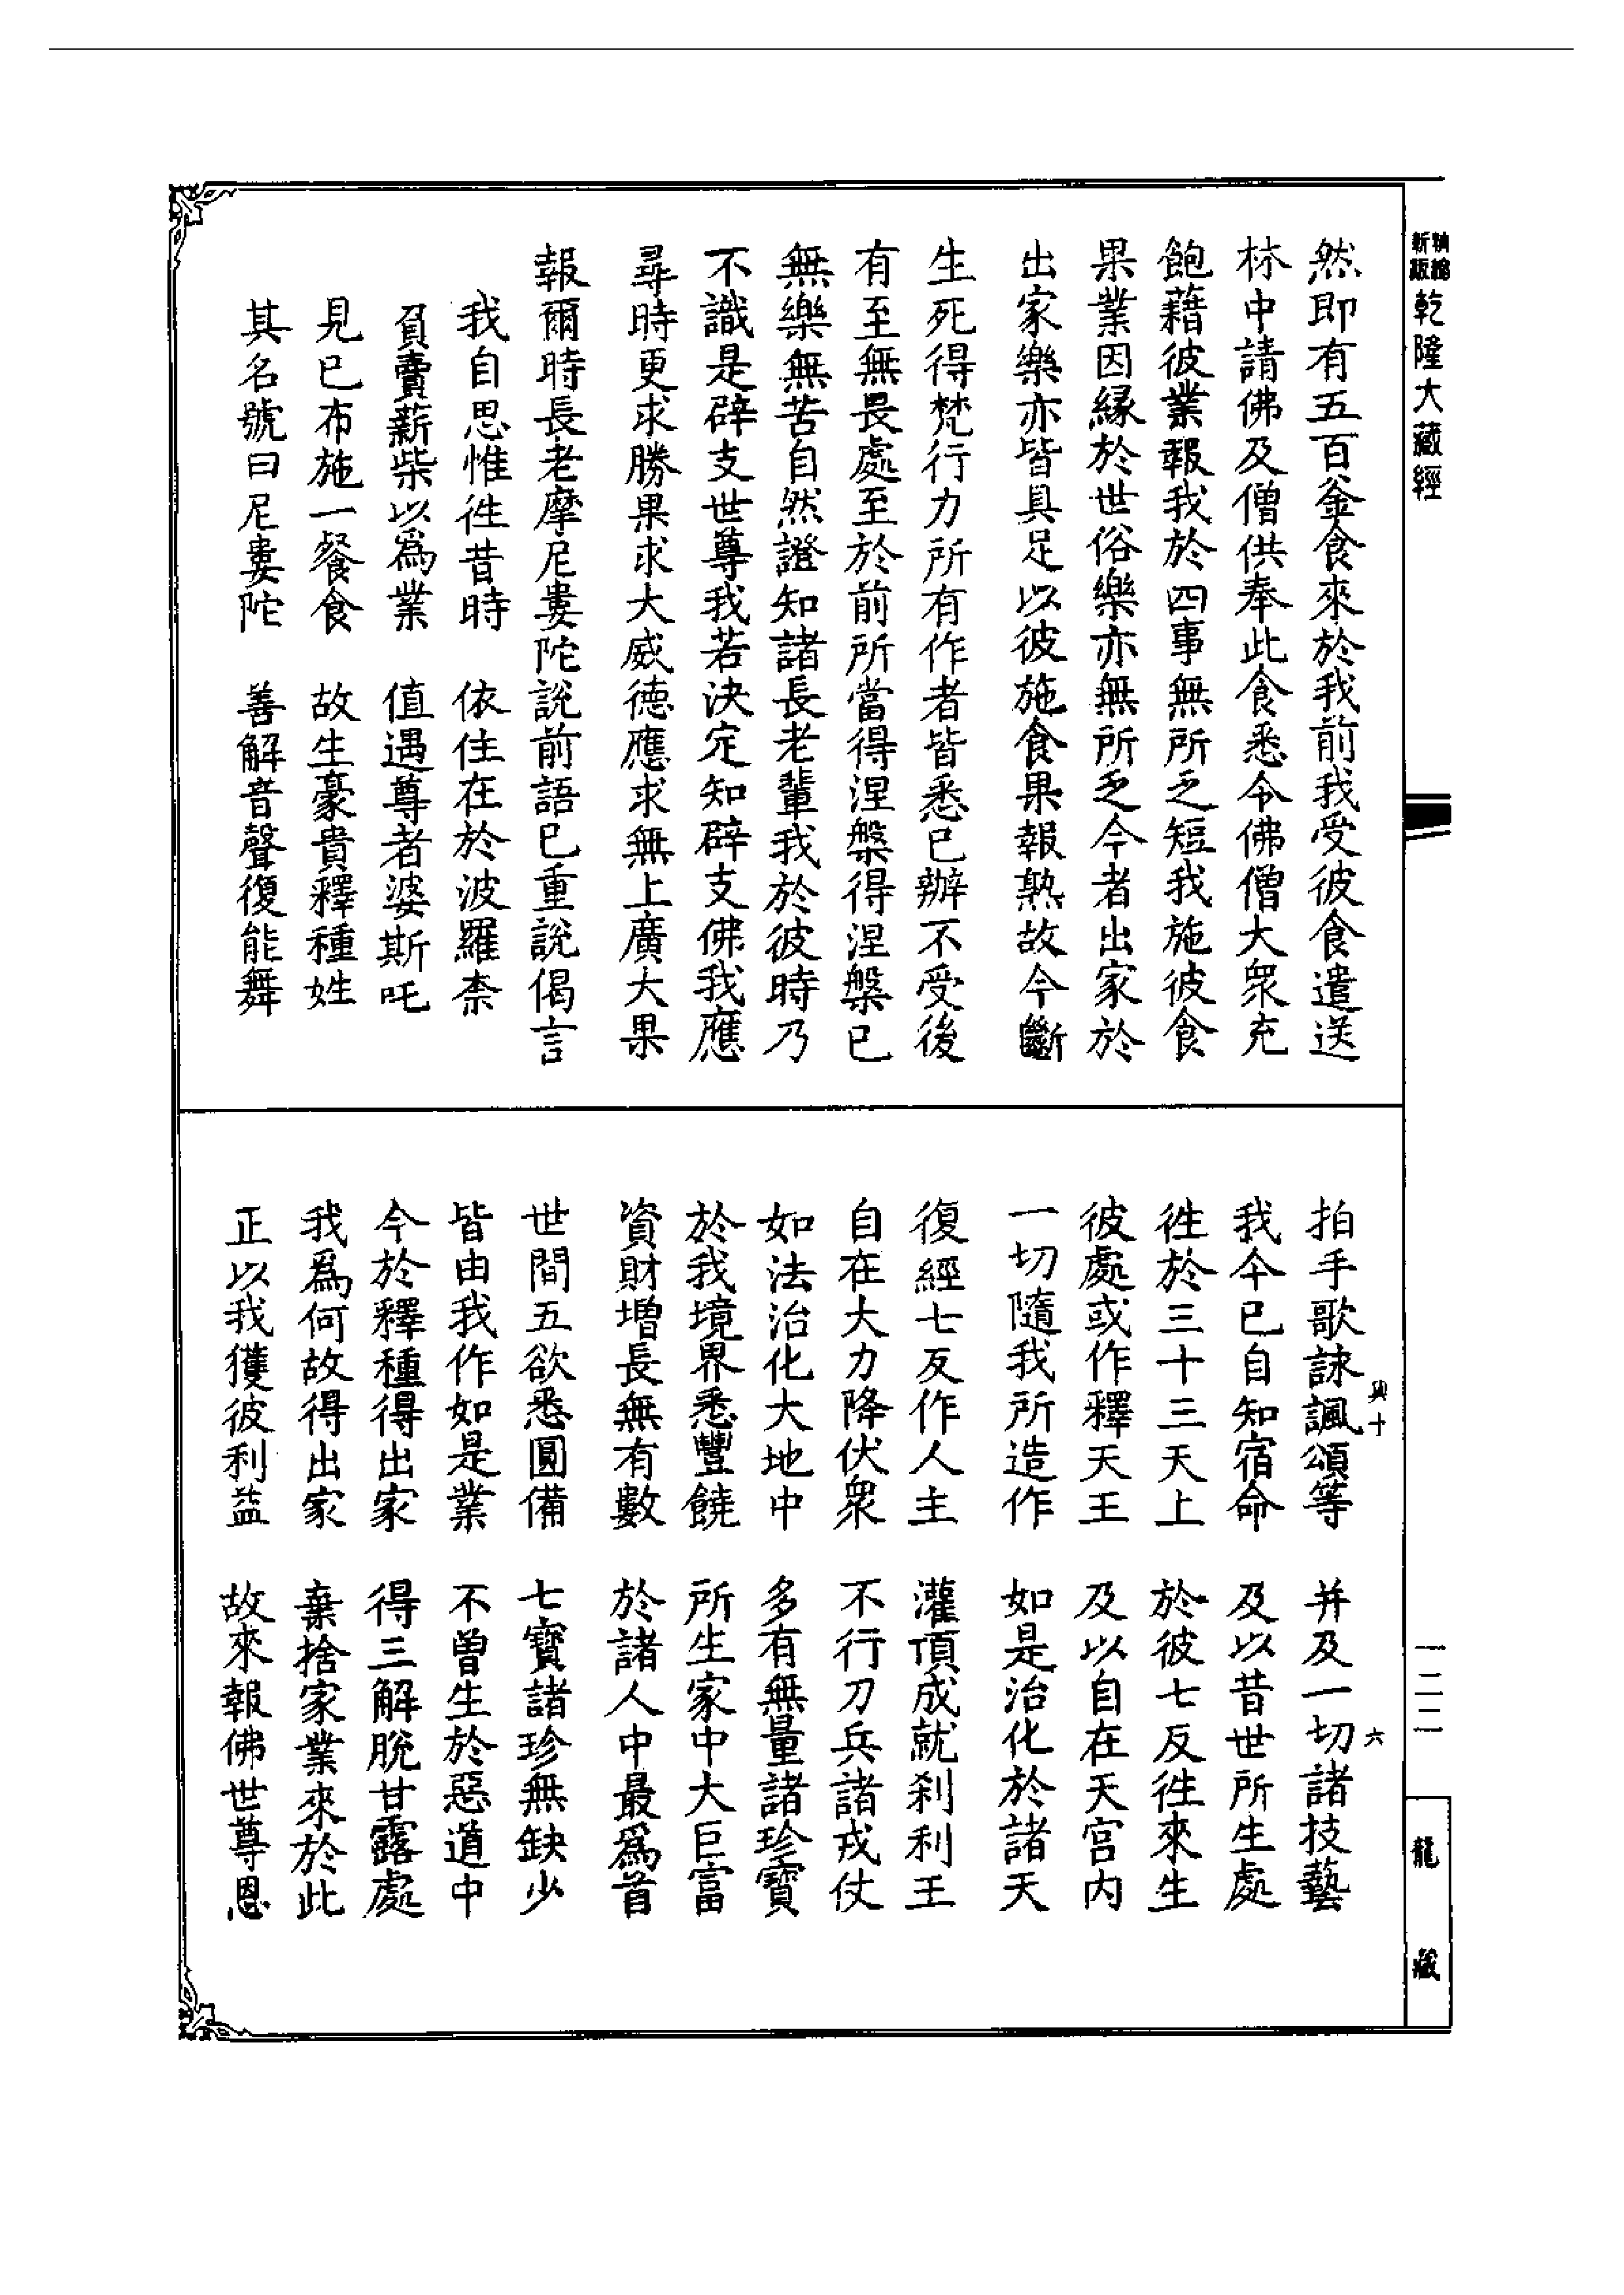 新編縮版 乾隆大藏經
然即有五百釜食來於我前我受彼食遣送
林中請佛及僧供奉此食悉令佛僧大衆充
飽藉彼業報我於四事無所乏短我施彼食
果業因緣於世俗樂亦無所乏今者出家於
出家樂亦皆具足以彼施食果報熟故今斷
生死得梵行力所有作者皆悉已辦不受後
有至無畏處至於前所當得涅槃得涅槃已
無樂無苦自然證知諸長老輩我於彼時乃
不識是辟支世尊我若決定知辟支佛我應
尋時更求勝果求大威德應求無上廣大果
報爾時長老摩尼婁陀說前語已重說偈言
我自思惟徃昔時　依住在於波羅柰
負賣薪柴以爲業　值遇尊者婆斯吒
見已布施一餐食　故生豪貴釋種姓
其名號曰尼婁陀　善解音聲復能舞
興十
六
拍手歌詠諷頌等　并及一切諸技藝
我今已自知宿命　及以昔世所生處
徃於三十三天上　於彼七反徃來生
彼處或作釋天王　及以自在天宮内
一切隨我所造作　如是治化於諸天
復經七反作人主　灌頂成就刹利王
自在大力降伏衆　不行刀兵諸戎仗
如法治化大地中　多有無量諸珍寶
於我境界悉豐饒　所生家中大巨富
資財增長無有數　於諸人中最爲首
世間五欲悉圓備　七寶諸珍無缺少
皆由我作如是業　不曾生於惡道中
今於釋種得出家　得三解脫甘露處
我爲何故得出家　棄捨家業來於此
正以我獲彼利益　故來報佛世尊恩
一二二
龍藏